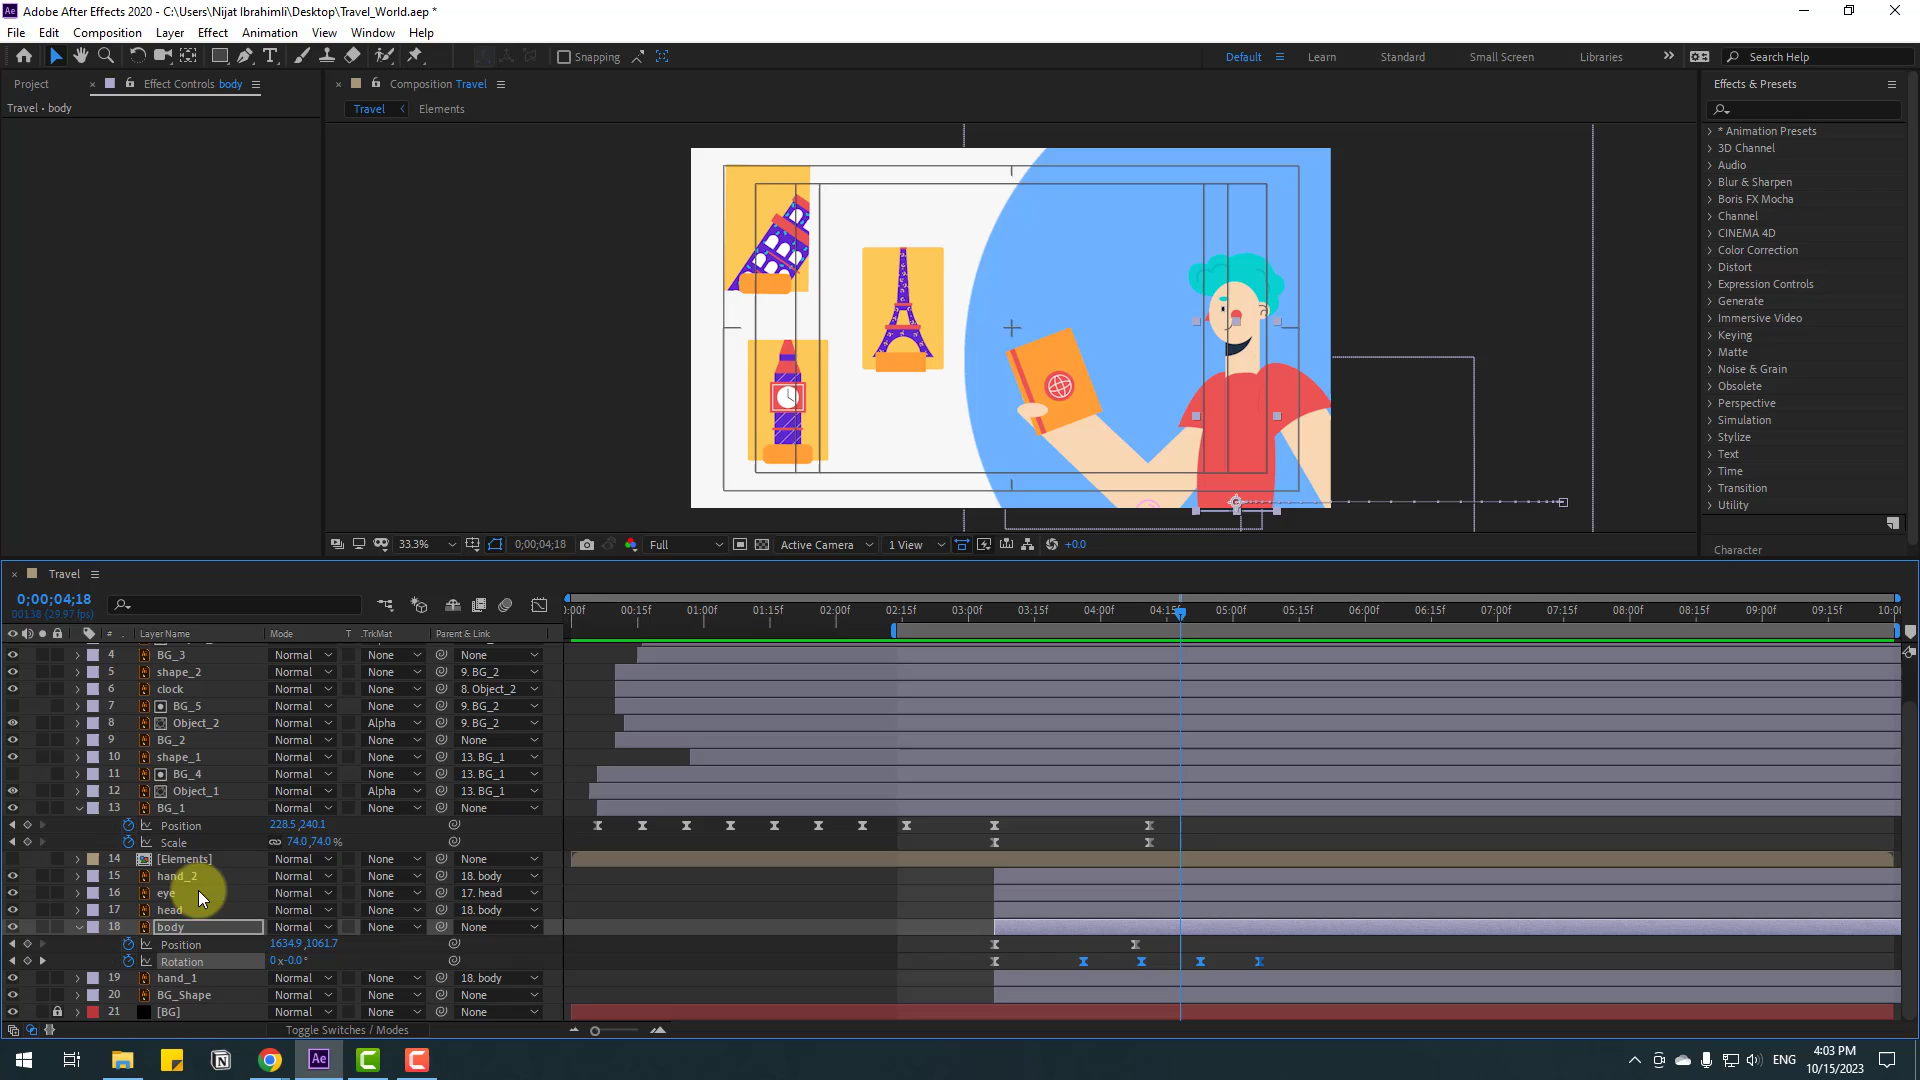 Adobe After Effects 2020 - C:\Users\Nijat Ibrahimli\Desktop\Travel_World.aep *
File Edit Composition Layer Effect Animation View Window Help
Snapping
Default Learn Standard Small Screen Libraries Search Help
Project Effect Controls body
Travel • body
Composition Travel
Travel Elements
Effects & Presets
* Animation Presets
3D Channel
Audio
Blur & Sharpen
Boris FX Mocha
Channel
CINEMA 4D
Color Correction
Distort
Expression Controls
Generate
Immersive Video
Keying
Matte
Noise & Grain
Obsolete
Perspective
Simulation
Stylize
Text
Time
Transition
Utility
Character
33.3% 0;00;04;18 Full Active Camera 1 View +0.0
Travel
0;00;04;18
00138 (29.97 fps)
:00f 00:15f 01:00f 01:15f 02:00f 02:15f 03:00f 03:15f 04:00f 04:15f 05:00f 05:15f 06:00f 06:15f 07:00f 07:15f 08:00f 08:15f 09:00f 09:15f 10:00
# Layer Name Mode T .TrkMat Parent & Link
4 BG_3 Normal None None
5 shape_2 Normal None 9. BG_2
6 clock Normal None 8. Object_2
7 BG_5 Normal None 9. BG_2
8 Object_2 Normal Alpha 9. BG_2
9 BG_2 Normal None None
10 shape_1 Normal None 13. BG_1
11 BG_4 Normal None 13. BG_1
12 Object_1 Normal Alpha 13. BG_1
13 BG_1 Normal None None
Position 228.5,240.1
Scale 74.0,74.0%
14 [Elements] Normal None None
15 hand_2 Normal None 18. body
16 eye Normal None 17. head
17 head Normal None 18. body
18 body Normal None None
Position 1634.9,1061.7
Rotation 0x-0.0°
19 hand_1 Normal None 18. body
20 BG_Shape Normal None None
21 [BG] Normal None None
Toggle Switches / Modes
ENG
4:03 PM
10/15/2023